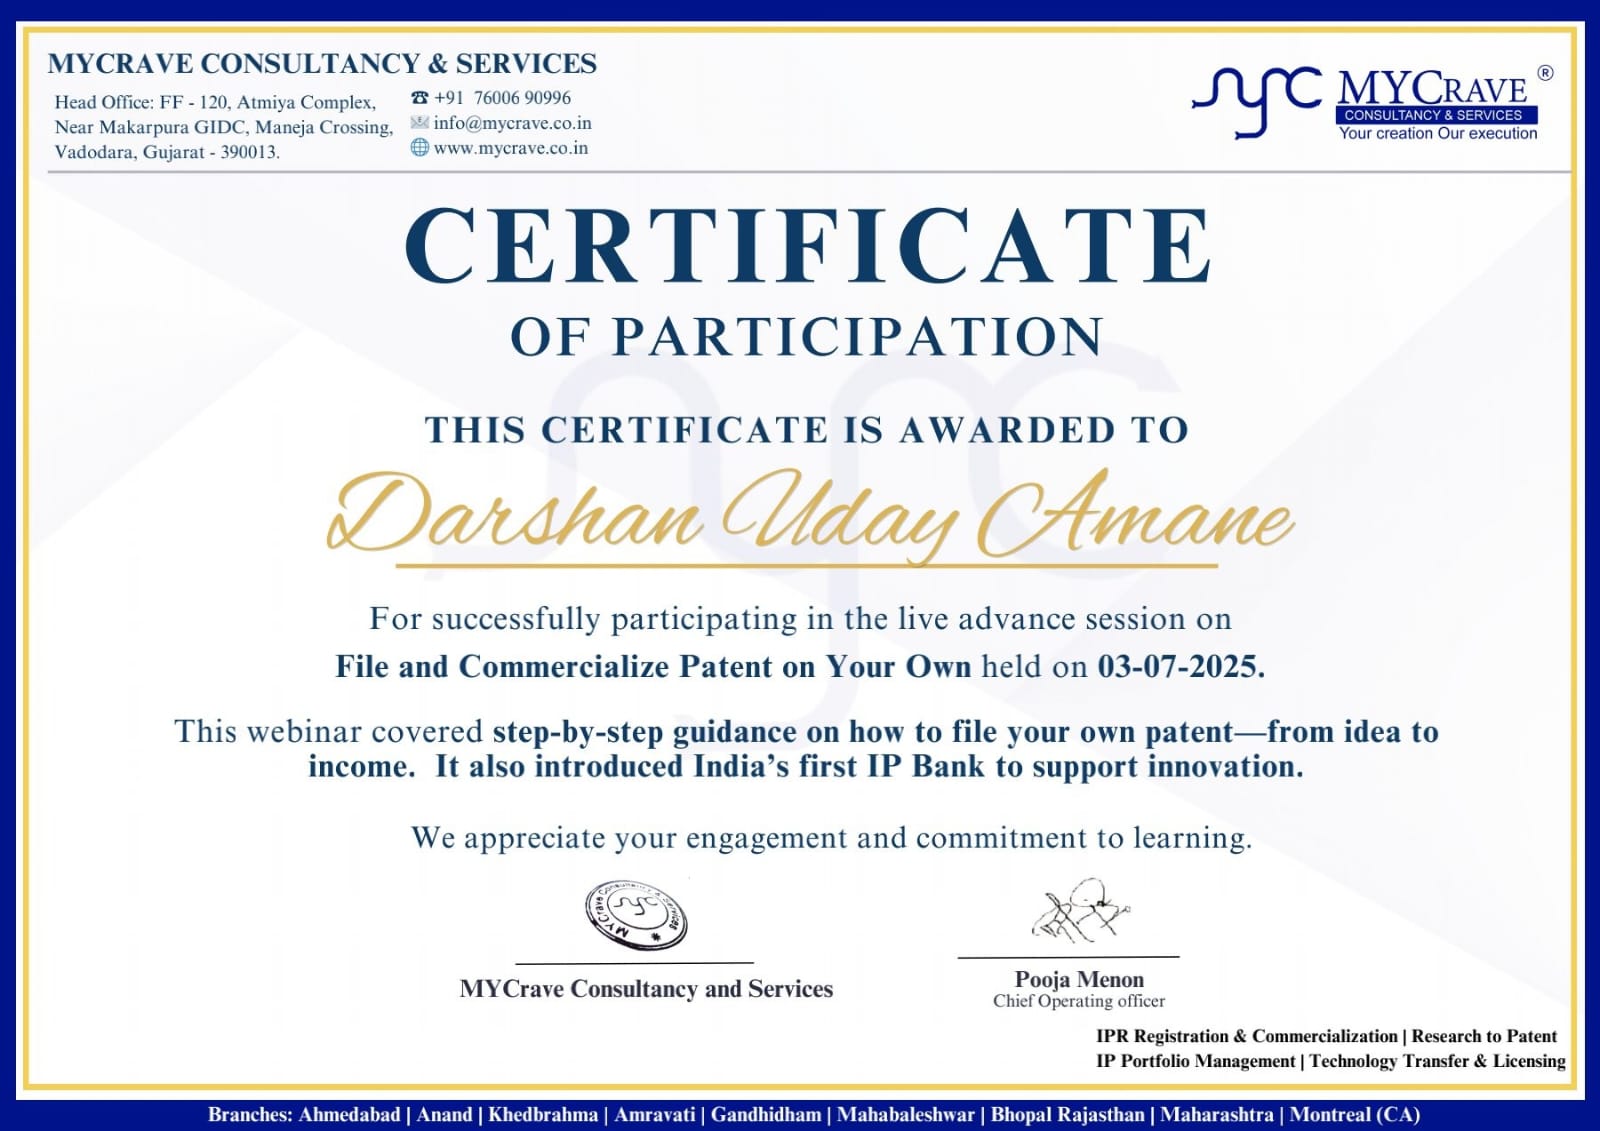 MYCRAVE CONSULTANCY & SERVICES
Head Office: FF - 120, Atmiya Complex,
Near Makarpura GIDC, Maneja Crossing,
Vadodara, Gujarat - 390013.
☎ +91 76006 90996
info@mycrave.co.in
www.mycrave.co.in
MYC MYCRAVE ®
CONSULTANCY & SERVICES
Your creation Our execution
CERTIFICATE
OF PARTICIPATION
THIS CERTIFICATE IS AWARDED TO
Darshan Uday Amane
For successfully participating in the live advance session on
File and Commercialize Patent on Your Own held on 03-07-2025.
This webinar covered step-by-step guidance on how to file your own patent—from idea to
income. It also introduced India’s first IP Bank to support innovation.
We appreciate your engagement and commitment to learning.
MYCrave Consultancy & Services
MYC
MYCrave Consultancy and Services
Pooja Menon
Chief Operating officer
IPR Registration & Commercialization | Research to Patent
IP Portfolio Management | Technology Transfer & Licensing
Branches: Ahmedabad | Anand | Khedbrahma | Amravati | Gandhidham | Mahabaleshwar | Bhopal Rajasthan | Maharashtra | Montreal (CA)